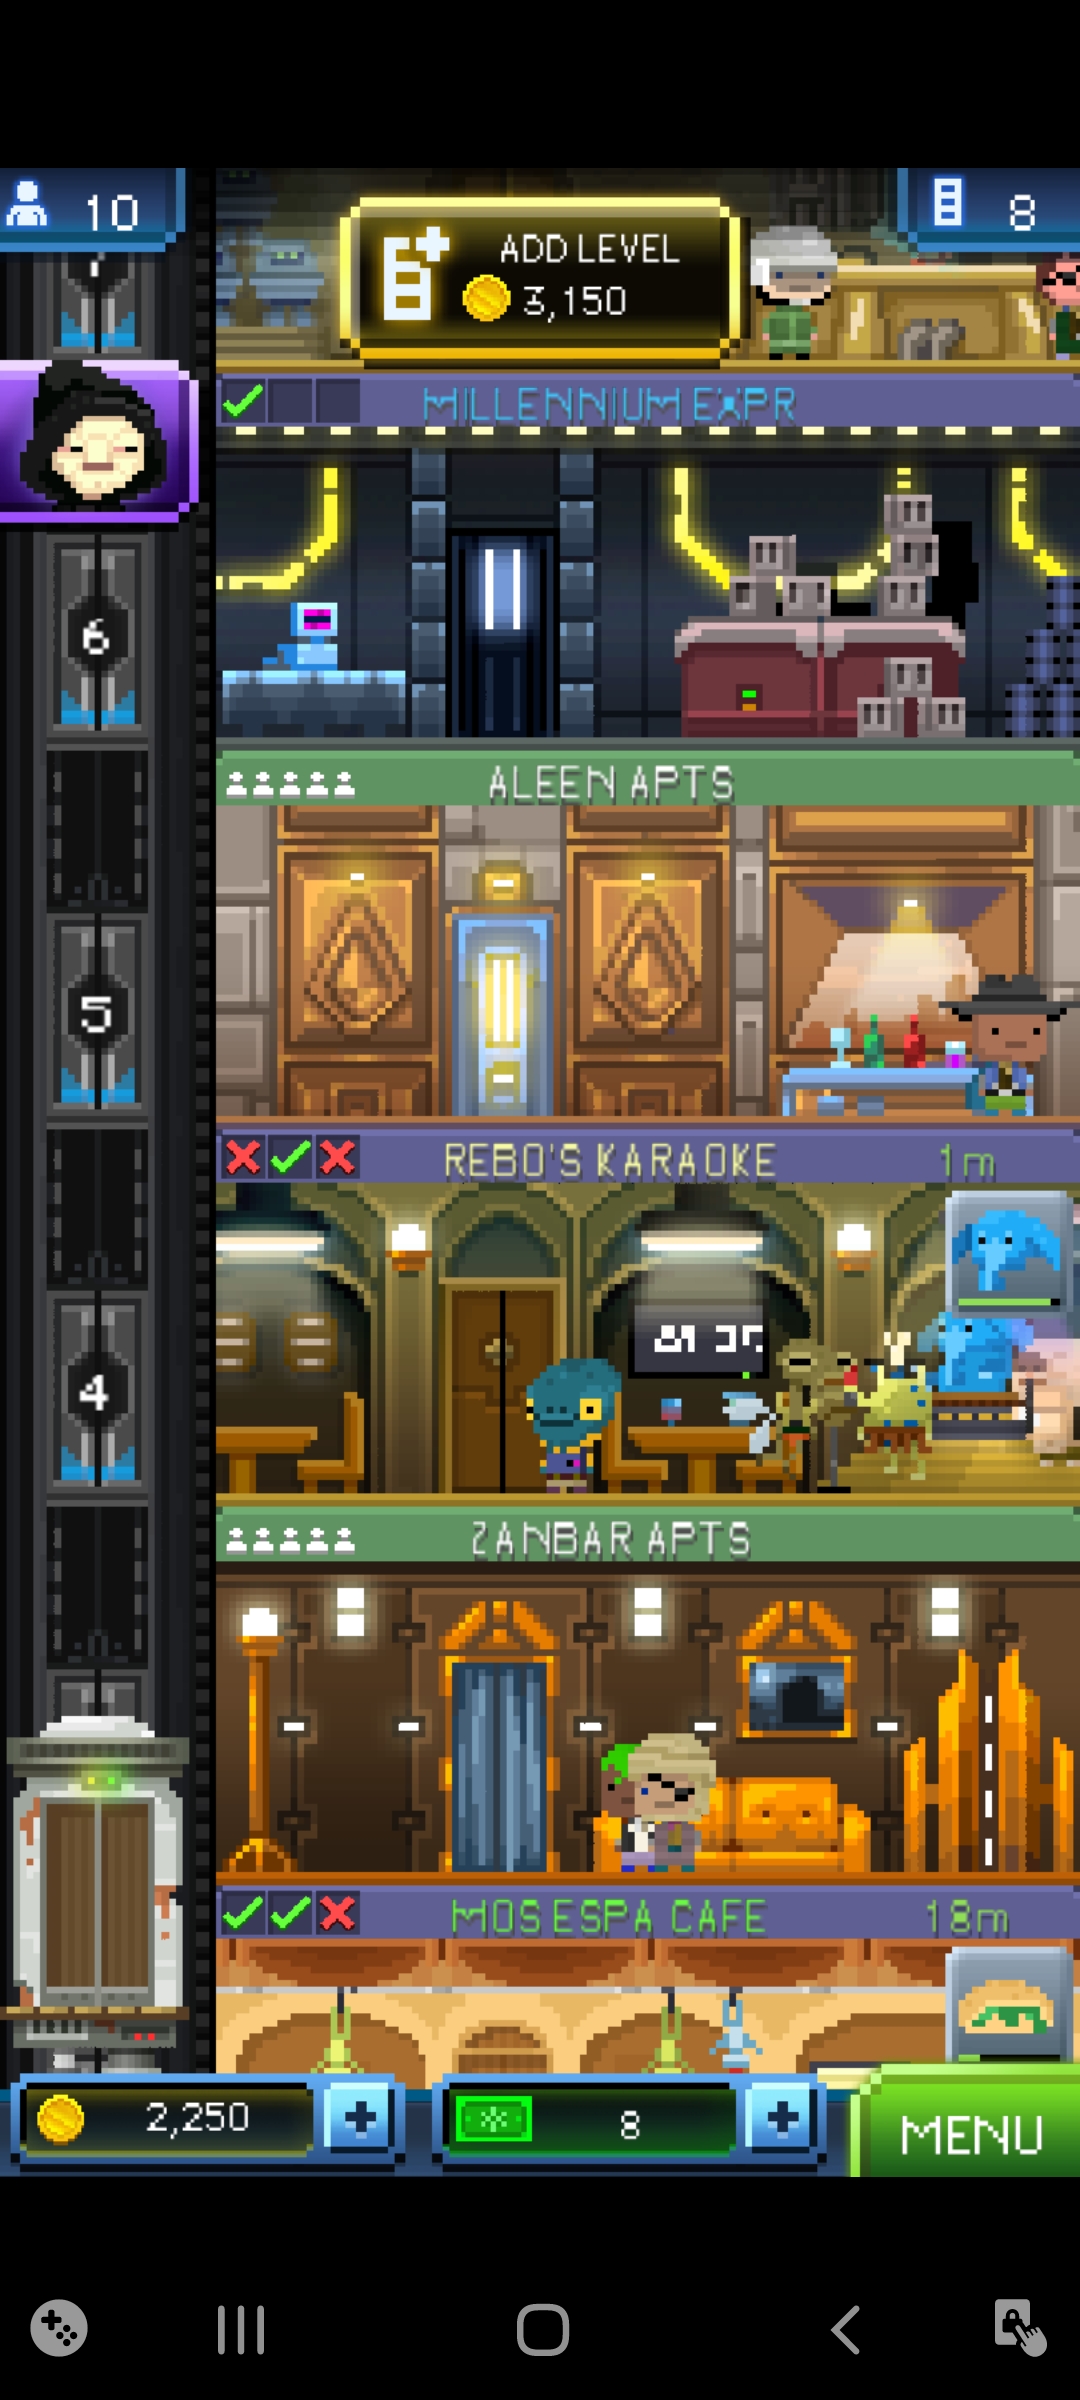 10
ADD LEVEL
3,150
8
MILLENNIUM EXPR
6
ALEEN APTS
5
REBO'S KARAOKE 1m
4
ZANBAR APTS
MOS ESPA CAFE 18m
2,250
8
MENU